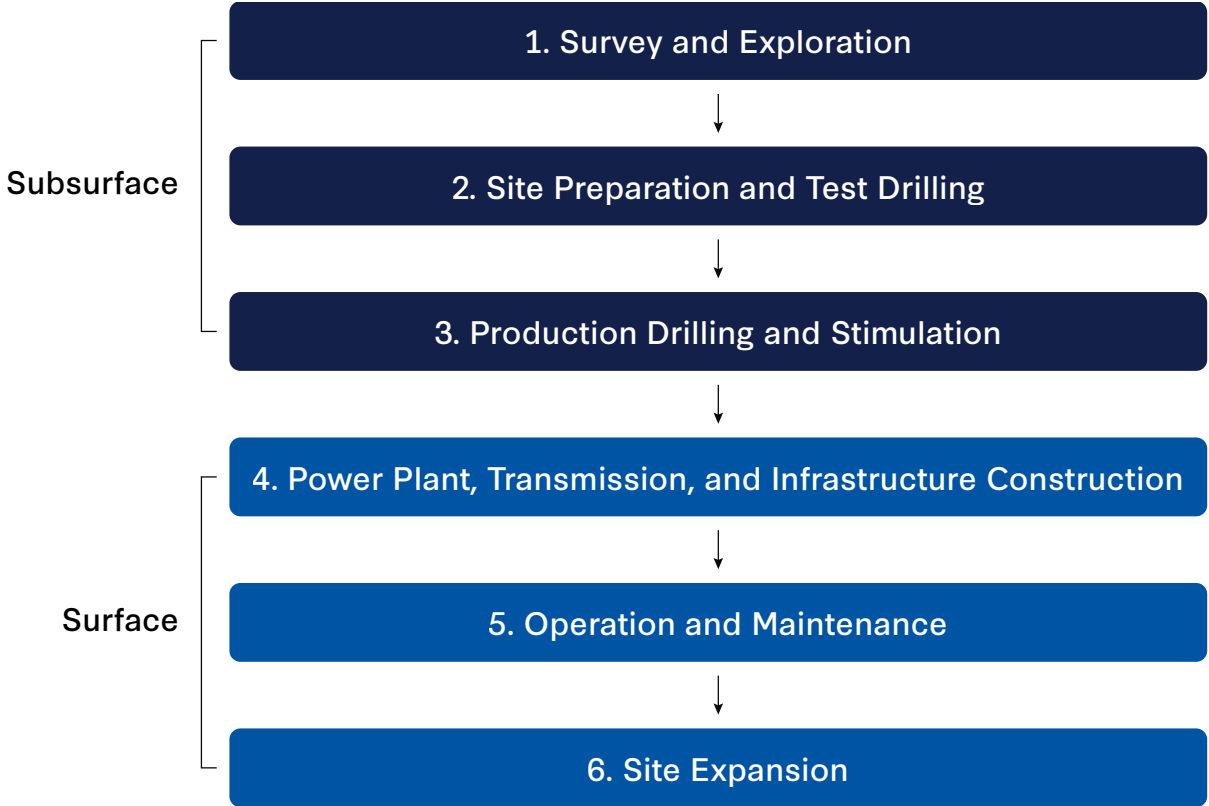 1. Survey and Exploration
Subsurface
2. Site Preparation and Test Drilling
3. Production Drilling and Stimulation
4. Power Plant, Transmission, and Infrastructure Construction
Surface
5. Operation and Maintenance
6. Site Expansion